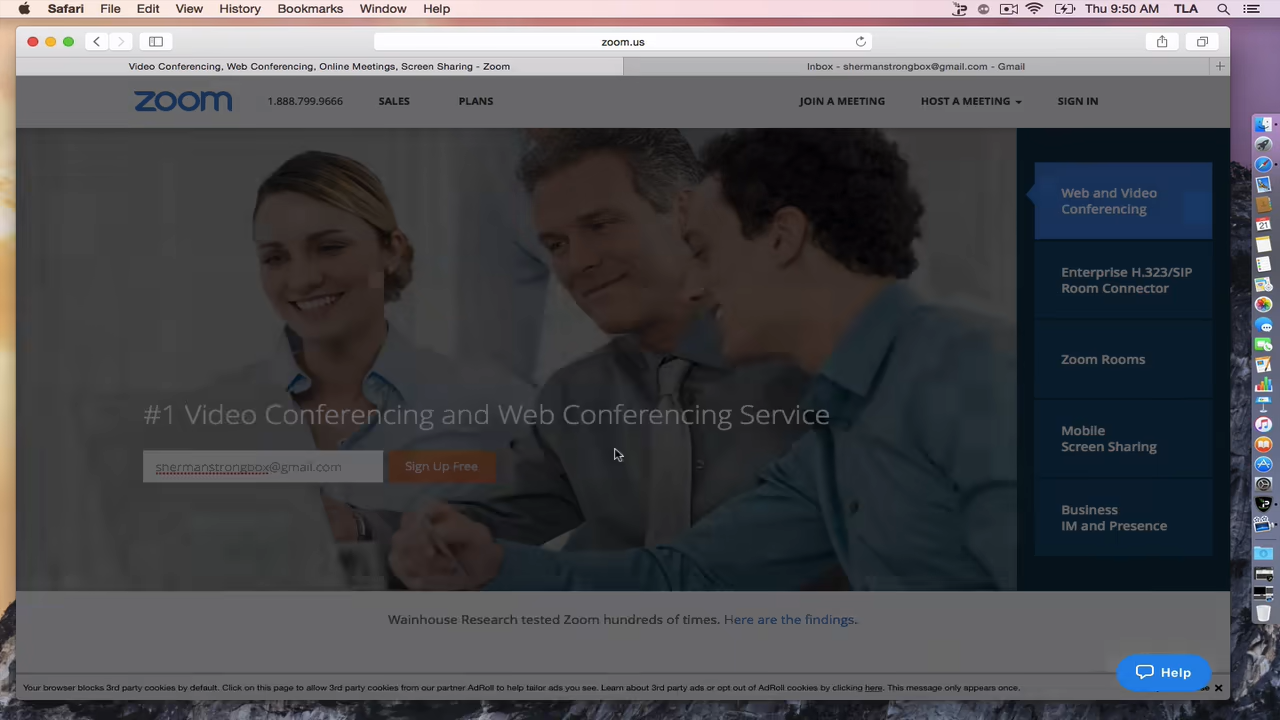 Safari File Edit View History Bookmarks Window Help Thu 9:50 AM TLA
zoom.us
Video Conferencing, Web Conferencing, Online Meetings, Screen Sharing - Zoom
Inbox - shermanstrongbox@gmail.com - Gmail
zoom 1.888.799.9666 SALES PLANS JOIN A MEETING HOST A MEETING SIGN IN
Web and Video
Conferencing
Enterprise H.323/SIP
Room Connector
Zoom Rooms
Mobile
Screen Sharing
Business
IM and Presence
#1 Video Conferencing and Web Conferencing Service
shermanstrongbox@gmail.com Sign Up Free
Wainhouse Research tested Zoom hundreds of times. Here are the findings.
Help
Your browser blocks 3rd party cookies by default. Click on this page to allow 3rd party cookies from our partner AdRoll to help tailor ads you see. Learn about 3rd party ads or opt out of AdRoll cookies by clicking here. This message only appears once.